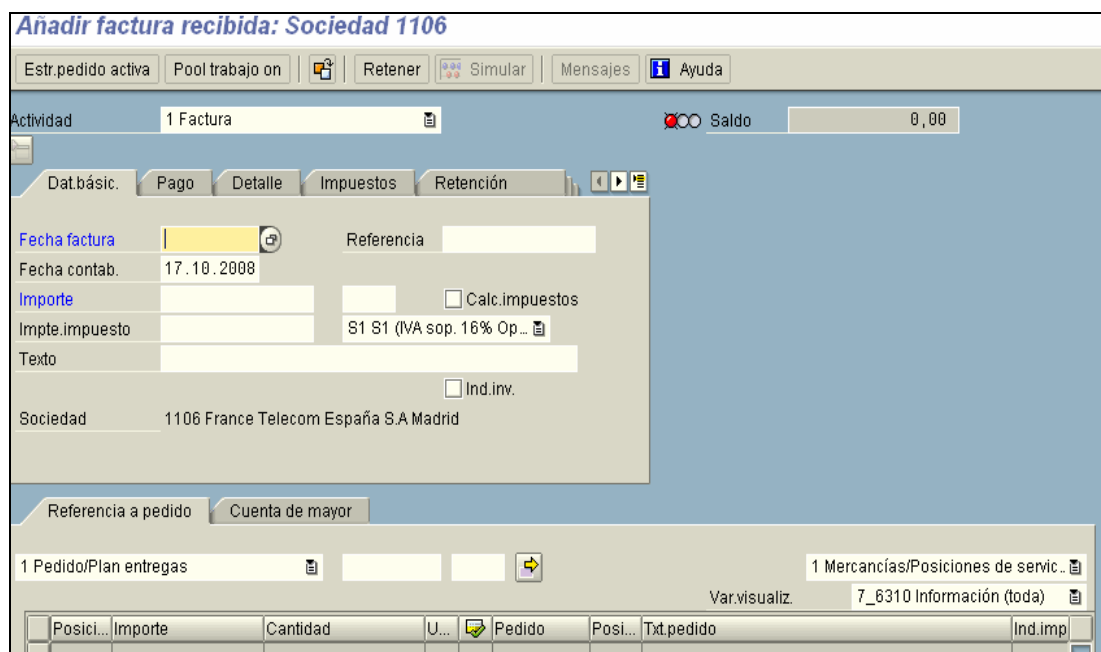 Añadir factura recibida: Sociedad 1106
Estr.pedido activa Pool trabajo on Retener Simular Mensajes Ayuda
Actividad 1 Factura Saldo 0,00
Dat.básic. Pago Detalle Impuestos Retención
Fecha factura Referencia
Fecha contab. 17.10.2008
Importe Calc.impuestos
Impte.impuesto S1 S1 (IVA sop. 16% Op...
Texto
Ind.inv.
Sociedad 1106 France Telecom España S.A Madrid
Referencia a pedido Cuenta de mayor
1 Pedido/Plan entregas 1 Mercancías/Posiciones de servic..
Var.visualiz. 7_6310 Información (toda)
Posici... Importe Cantidad U... Pedido Posi... Txt.pedido Ind.imp